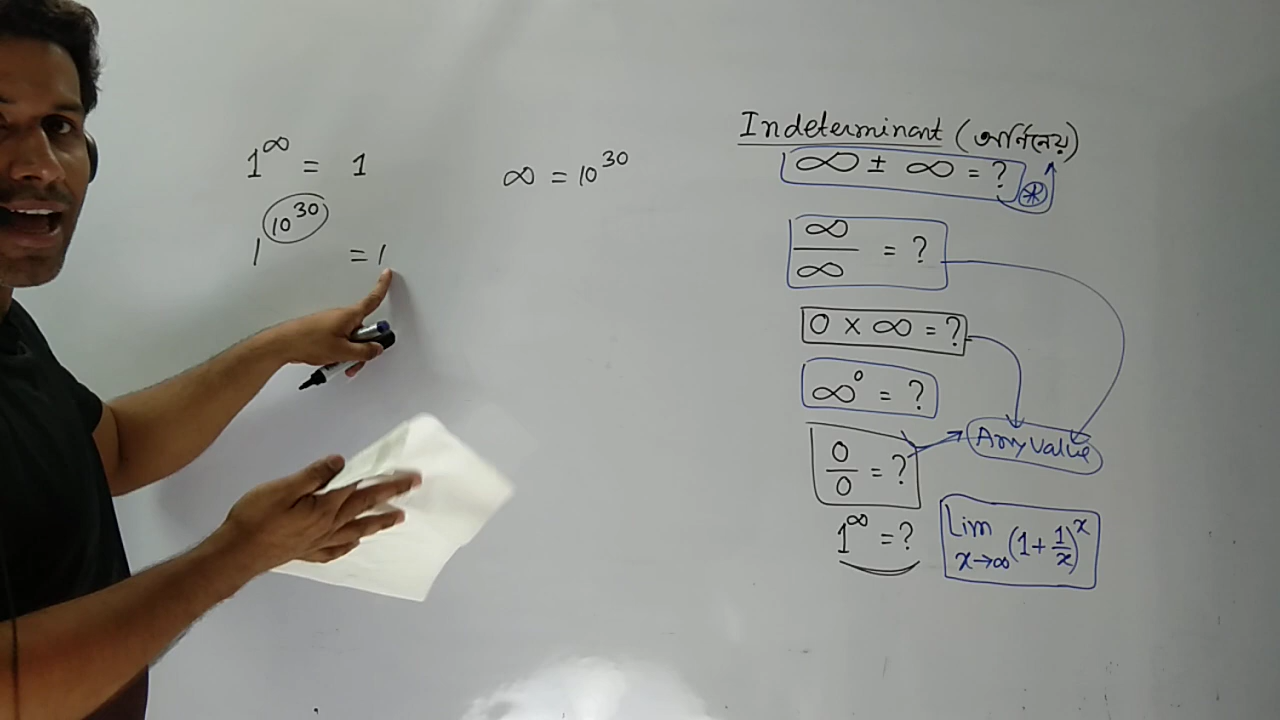 1^∞ = 1
∞ = 10^30
1^10^30 = 1
Indeterminant (অনির্নেয়)
∞ ± ∞ = ?
∞/∞ = ?
0 × ∞ = ?
∞^0 = ?
Any value
0/0 = ?
1^∞ = ?
Lim x→∞ (1+1/x)^x